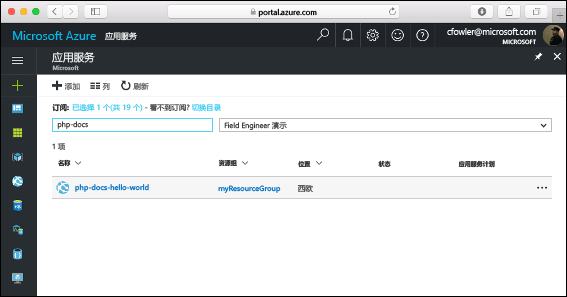 portal.azure.com
Microsoft Azure 应用服务
cfowler@microsoft.com
MICROSOFT
应用服务
Microsoft
添加 列 刷新
订阅: 已选择 1 个(共 19 个) - 看不到订阅? 切换目录
php-docs Field Engineer 演示
1 项
名称 资源组 位置 状态 应用服务计划
php-docs-hello-world myResourceGroup 西欧